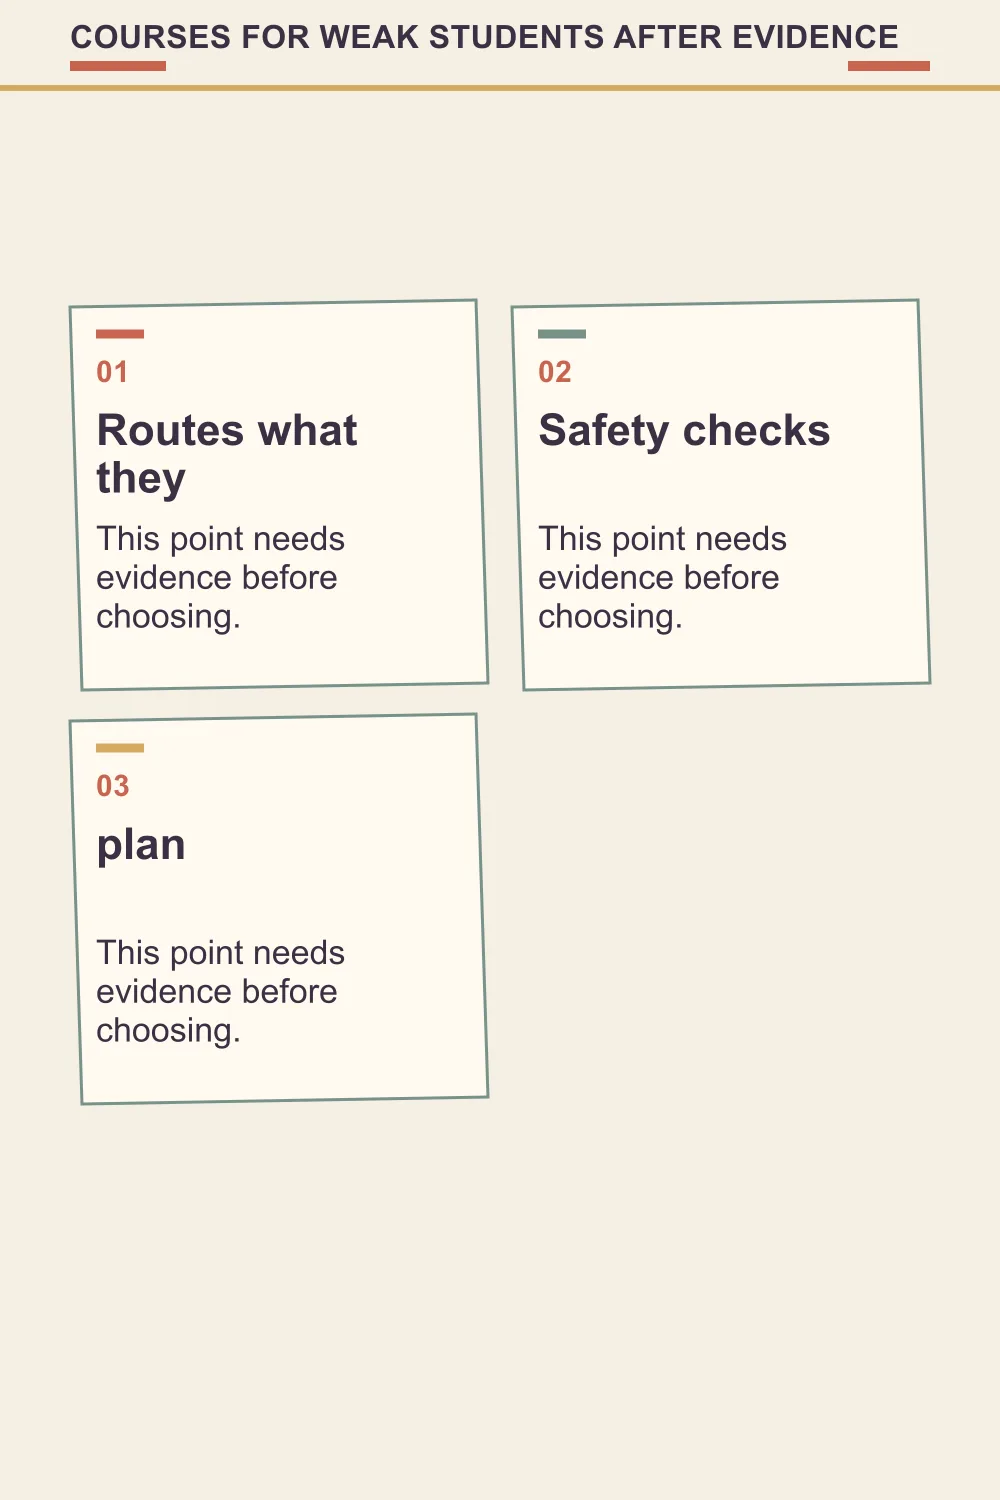 COURSES FOR WEAK STUDENTS AFTER EVIDENCE
01
Routes what
they
This point needs
evidence before
choosing.
02
Safety checks
This point needs
evidence before
choosing.
03
plan
This point needs
evidence before
choosing.